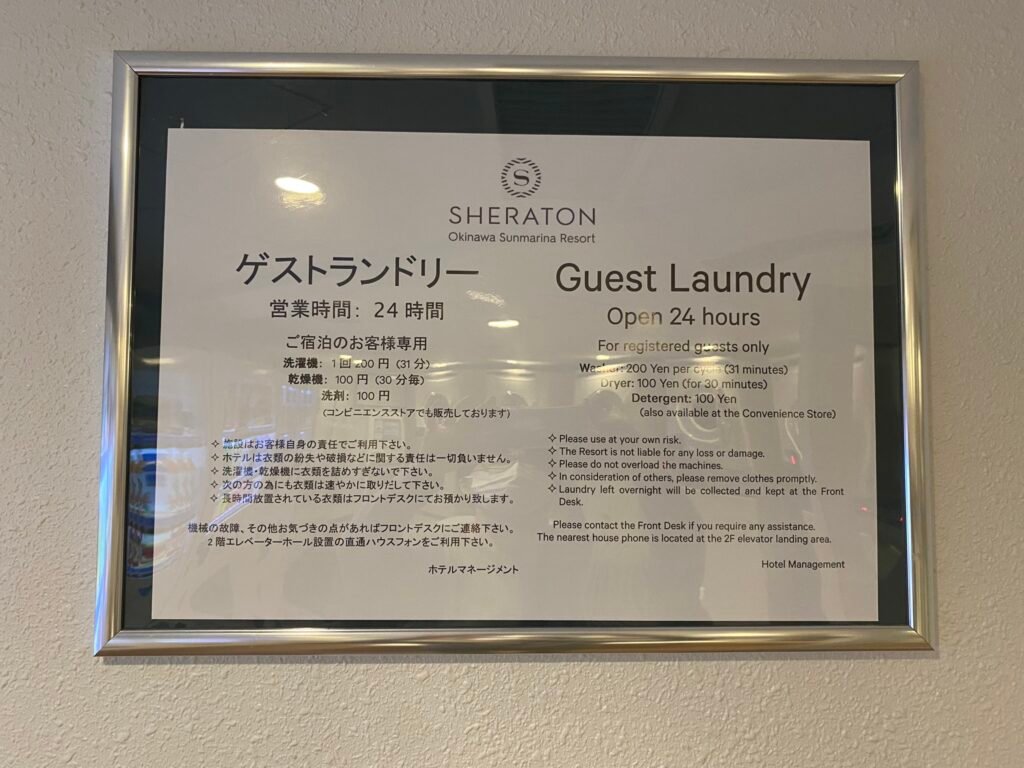 S
SHERATON
Okinawa Sunmarina Resort
ゲストランドリー
営業時間: 24 時間
ご宿泊のお客様専用
洗濯機: 1回 200 円 (31 分)
乾燥機: 100 円 (30 分毎)
洗剤: 100 円
(コンビニエンスストアでも販売しております)
✧ 施設はお客様自身の責任でご利用下さい。
✧ ホテルは衣類の紛失や破損などに関する責任は一切負いません。
✧ 洗濯機・乾燥機に衣類を詰めすぎないで下さい。
✧ 次の方の為にも衣類は速やかに取りだして下さい。
✧ 長時間放置されている衣類はフロントデスクにてお預かり致します。
機械の故障、その他お気づきの点があればフロントデスクにご連絡下さい。
2 階エレベーターホール設置の直通ハウスフォンをご利用下さい。
ホテルマネージメント
Guest Laundry
Open 24 hours
For registered guests only
Washer: 200 Yen per cycle (31 minutes)
Dryer: 100 Yen (for 30 minutes)
Detergent: 100 Yen
(also available at the Convenience Store)
✧ Please use at your own risk.
✧ The Resort is not liable for any loss or damage.
✧ Please do not overload the machines.
✧ In consideration of others, please remove clothes promptly.
✧ Laundry left overnight will be collected and kept at the Front
Desk.
Please contact the Front Desk if you require any assistance.
The nearest house phone is located at the 2F elevator landing area.
Hotel Management